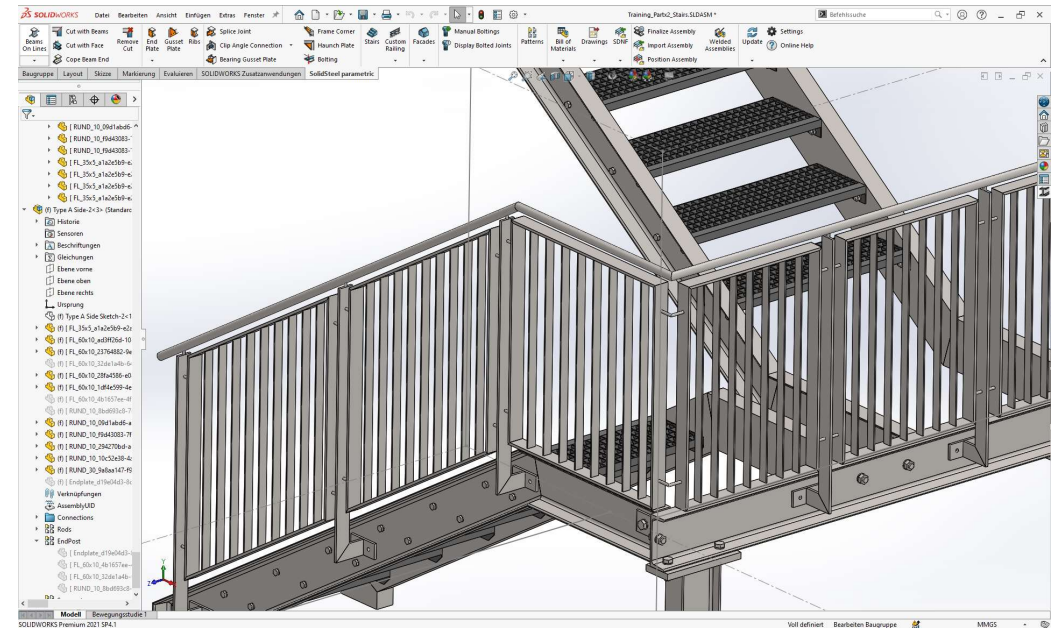 SOLIDWORKS Datei Bearbeiten Ansicht Einfügen Extras Fenster Training_Partx2_Stairs.SLDASM * Befehlssuche
Beams On Lines
Cut with Beams
Cut with Face
Cope Beam End
Remove Cut
End Plate
Gusset Plate
Ribs
Splice Joint
Clip Angle Connection
Bearing Gusset Plate
Frame Corner
Haunch Plate
Bolting
Stairs
Custom Railing
Facades
Manual Boltings
Display Bolted Joints
Patterns
Bill of Materials
Drawings
SDNF
Finalize Assembly
Import Assembly
Position Assembly
Welded Assemblies
Update
Settings
Online Help
Baugruppe Layout Skizze Markierung Evaluieren SOLIDWORKS Zusatzanwendungen SolidSteel parametric
[ RUND_10_09d1abd6-
[ RUND_10_f9d43083-
[ RUND_10_f9d43083-
[ FL_35x5_a1a2e5b9-e
[ FL_35x5_a1a2e5b9-e
[ FL_35x5_a1a2e5b9-e
[ FL_35x5_a1a2e5b9-e
(f) Type A Side-2<3> (Standarc
Historie
Sensoren
Beschriftungen
Gleichungen
Ebene vorne
Ebene oben
Ebene rechts
Ursprung
(f) Type A Side Sketch-2<1
(f) [ FL_35x5_a1a2e5b9-e2a
(f) [ FL_60x10_ad3ff26d-10
(f) [ FL_60x10_23764882-9e
(f) [ FL_60x10_32de1a4b-6
(f) [ FL_60x10_28fa4586-e0
(f) [ FL_60x10_1df4e599-4e
(f) [ FL_60x10_4b1657ee-4f
(f) [ RUND_10_8bd693c8-7
(f) [ RUND_10_09d1abd6-a
(f) [ RUND_10_f9d43083-7f
(f) [ RUND_10_294270bd-a
(f) [ RUND_10_10c52e38-4
(f) [ RUND_30_9a8aa147-f9
(f) [ Endplate_d19e04d3-8
Verknüpfungen
AssemblyUID
Connections
Rods
EndPost
[ Endplate_d19e04d3-
[ FL_60x10_4b1657ee-
[ FL_60x10_32de1a4b-
[ RUND_10_8bd693c8-
Y
Z
Modell Bewegungsstudie 1
SOLIDWORKS Premium 2021 SP4.1 Voll definiert Bearbeiten Baugruppe MMGS